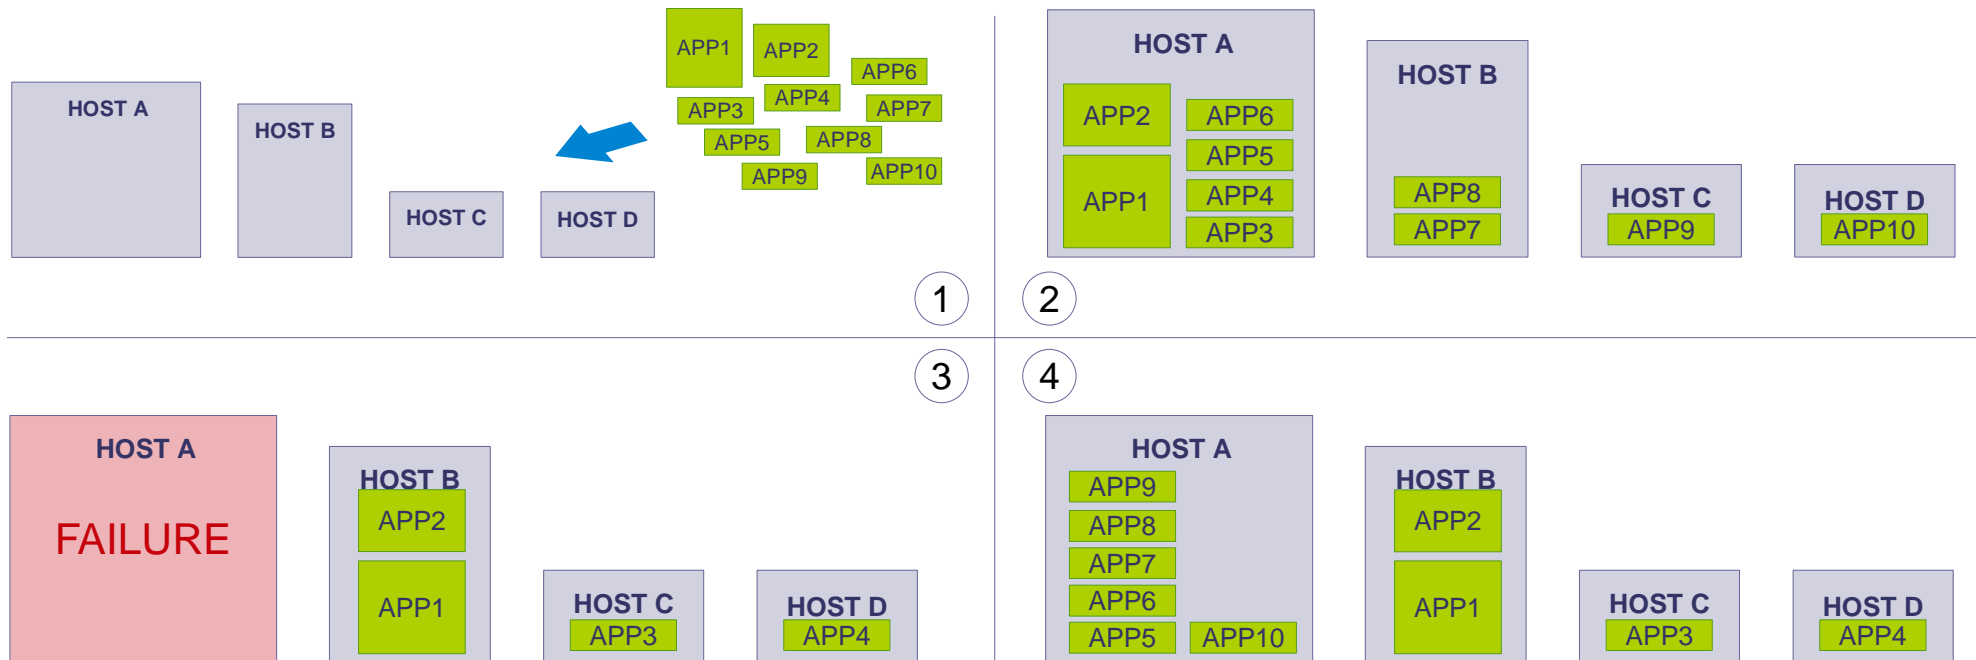 HOST A
HOST B
HOST C
HOST D
APP1
APP2
APP6
APP3
APP4
APP7
APP5
APP8
APP9
APP10
1
HOST A
APP2
APP6
APP5
APP1
APP4
APP3
HOST B
APP8
APP7
HOST C
APP9
HOST D
APP10
2
3
HOST A
FAILURE
HOST B
APP2
APP1
HOST C
APP3
HOST D
APP4
4
HOST A
APP9
APP8
APP7
APP6
APP5 APP10
HOST B
APP2
APP1
HOST C
APP3
HOST D
APP4